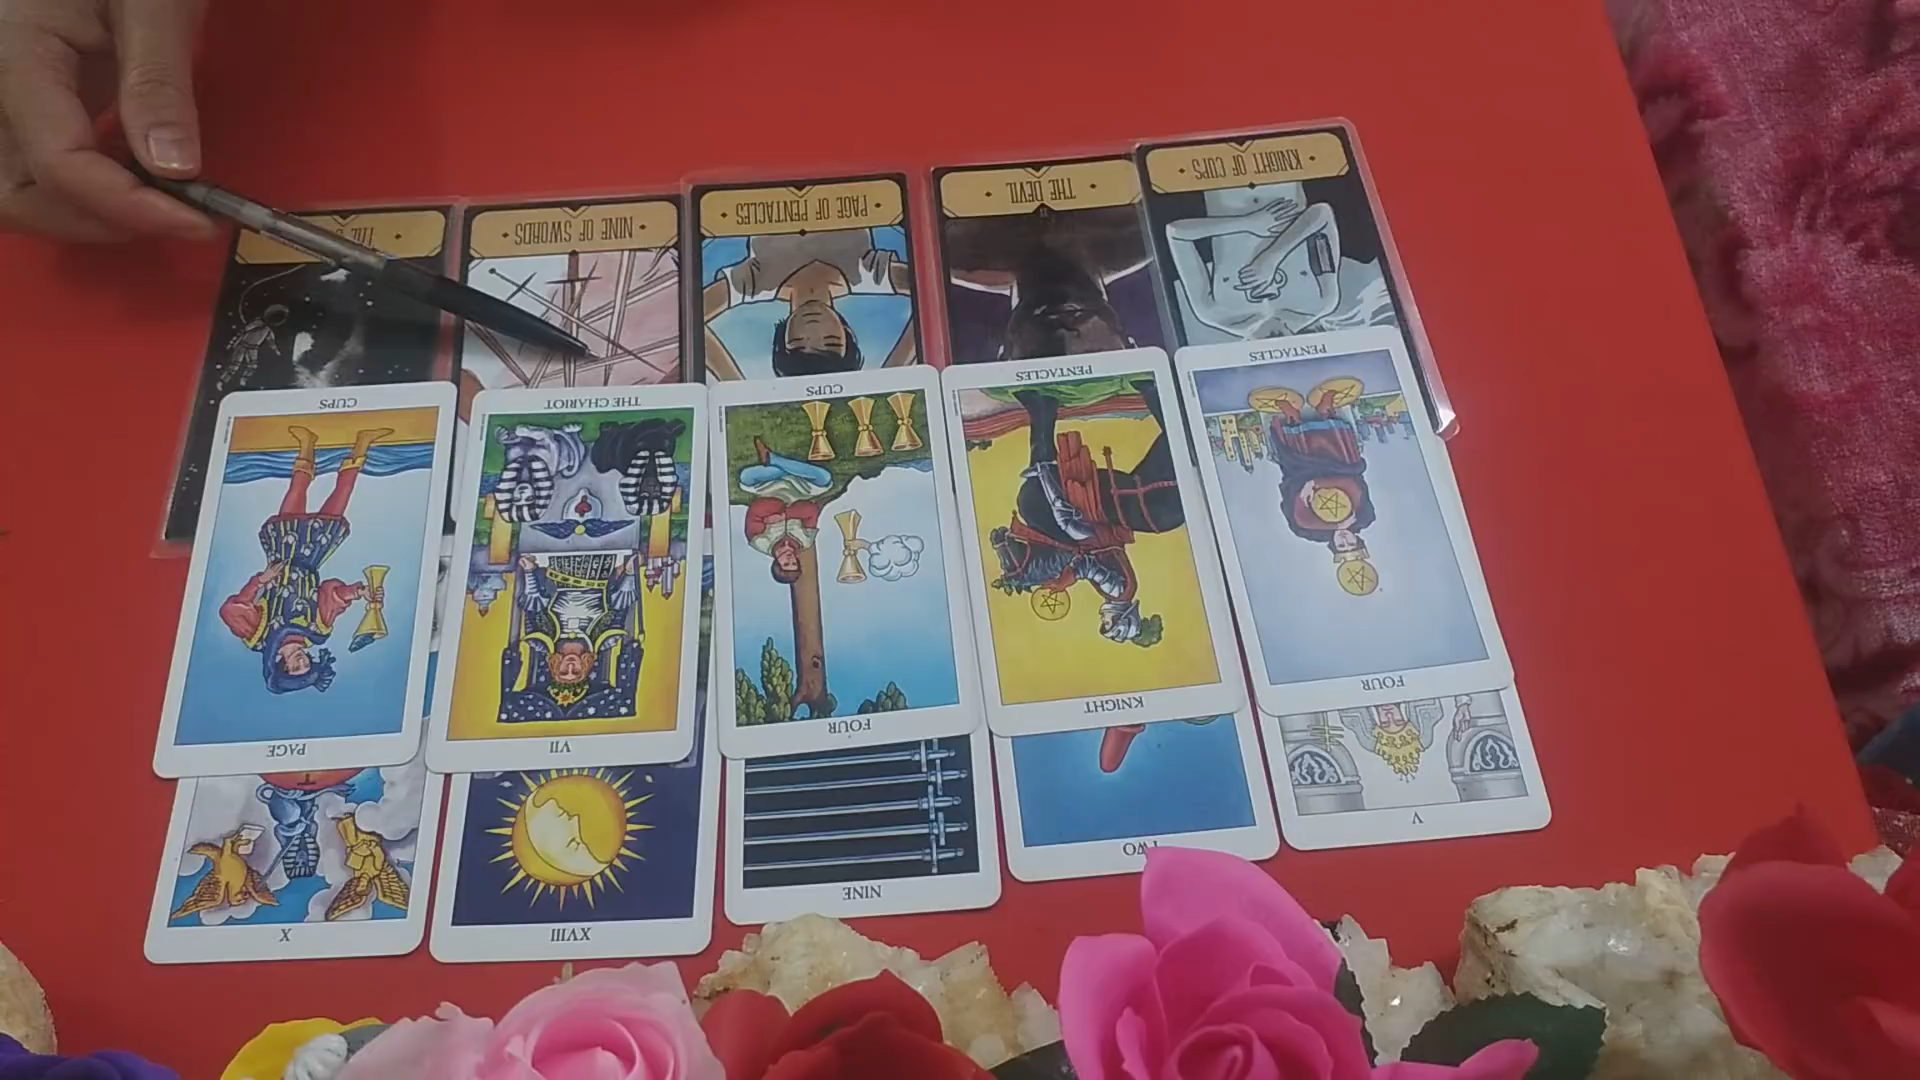 KNIGHT OF CUPS
THE DEVIL
PAGE OF PENTACLES
NINE OF SWORDS
THE
PENTACLES
PENTACLES
CUPS
THE CHARIOT
CUPS
FOUR
KNIGHT
FOUR
VII
PAGE
V
TWO
NINE
XVIII
X